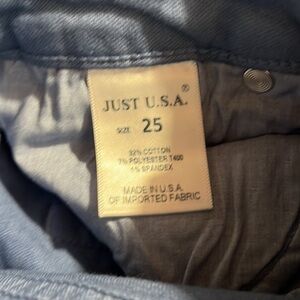 JUST U.S.A.®
SIZE 25
92% COTTON
7% POLYESTER T400
1% SPANDEX
MADE IN U.S.A.
OF IMPORTED FABRIC